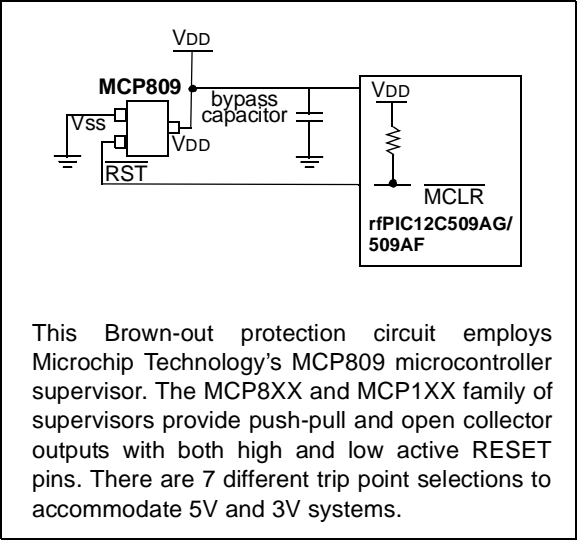 VDD
MCP809
VDD
bypass
capacitor
VSS
VDD
RST
MCLR
rfPIC12C509AG/
509AF
This Brown-out protection circuit employs
Microchip Technology's MCP809 microcontroller
supervisor. The MCP8XX and MCP1XX family of
supervisors provide push-pull and open collector
outputs with both high and low active RESET
pins. There are 7 different trip point selections to
accommodate 5V and 3V systems.